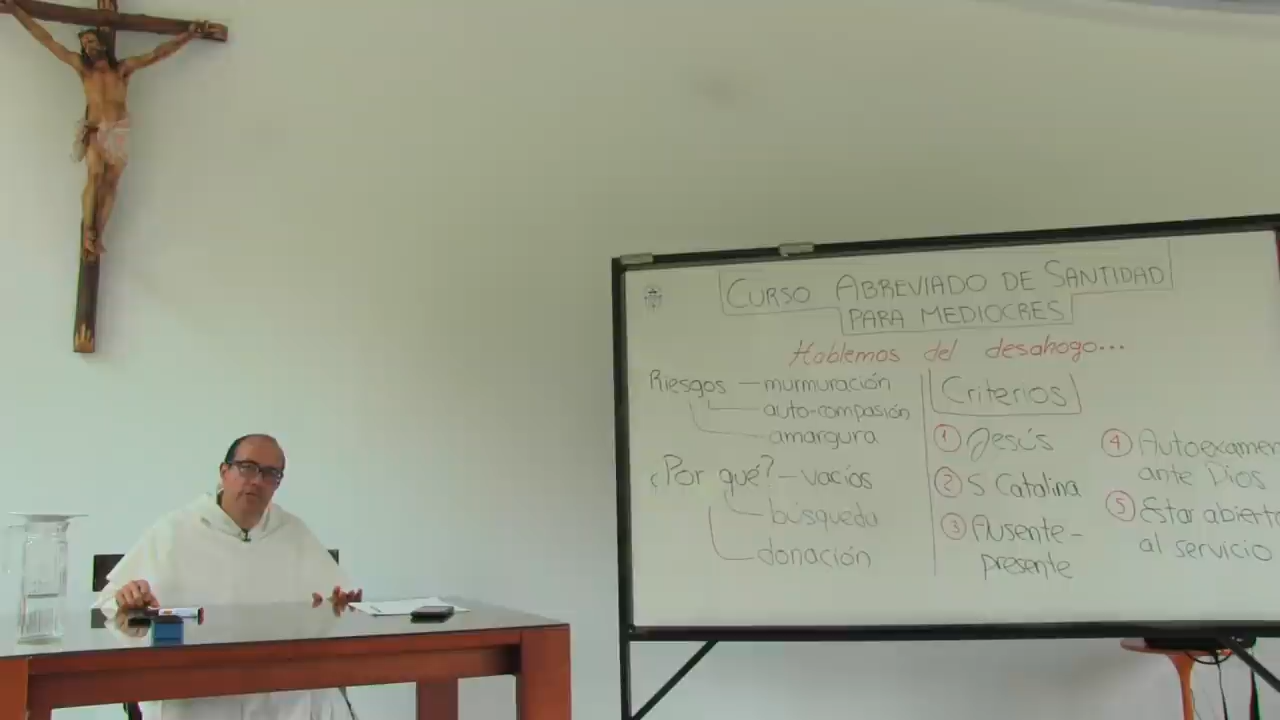 CURSO ABREVIADO DE SANTIDAD
PARA MEDIOCRES
Hablemos del desahogo...
Riesgos — murmuración
auto-compasión
amargura
¿Por qué? — vacíos
búsqueda
donación
Criterios
① Jesús
② S Catalina
③ Ausente-
presente
④ Autoexamen
ante Dios
⑤ Estar abierto
al servicio